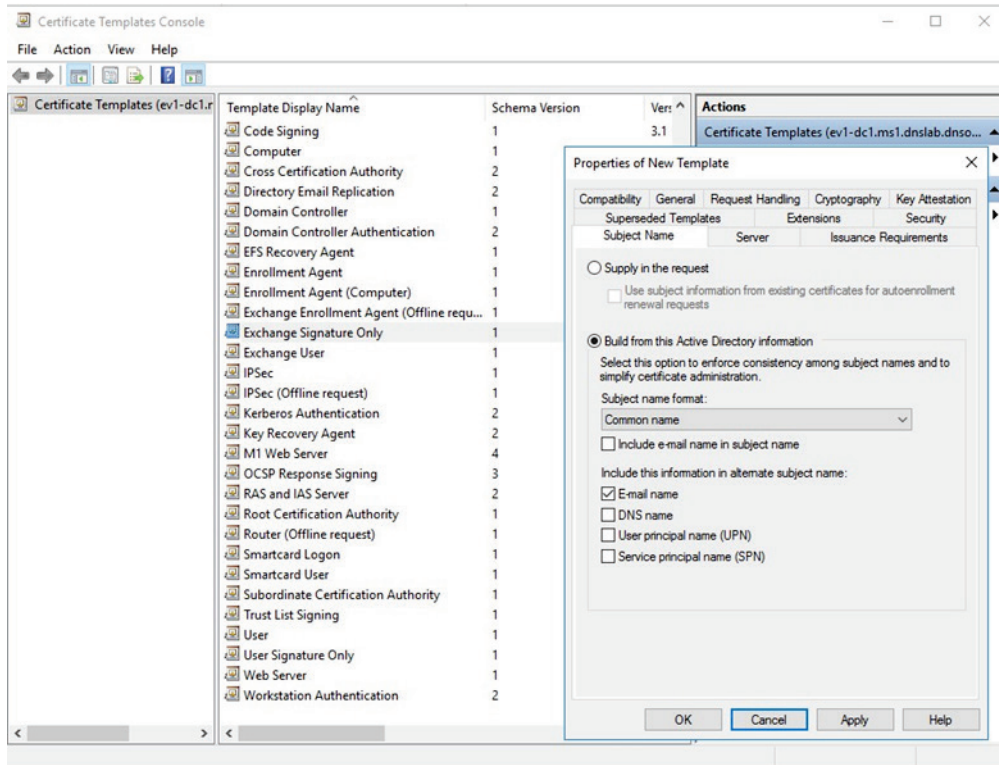 Certificate Templates Console
File Action View Help
Certificate Templates (ev1-dc1.r
Template Display Name Schema Version Vers
Code Signing 1 3.1
Computer 1
Cross Certification Authority 2
Directory Email Replication 2
Domain Controller 1
Domain Controller Authentication 2
EFS Recovery Agent 1
Enrollment Agent 1
Enrollment Agent (Computer) 1
Exchange Enrollment Agent (Offline requ... 1
Exchange Signature Only 1
Exchange User 1
IPSec 1
IPSec (Offline request) 1
Kerberos Authentication 2
Key Recovery Agent 2
M1 Web Server 4
OCSP Response Signing 3
RAS and IAS Server 2
Root Certification Authority 1
Router (Offline request) 1
Smartcard Logon 1
Smartcard User 1
Subordinate Certification Authority 1
Trust List Signing 1
User 1
User Signature Only 1
Web Server 1
Workstation Authentication 2
Actions
Certificate Templates (ev1-dc1.ms1.dnslab.dnso...
Properties of New Template
Compatibility General Request Handling Cryptography Key Attestation
Superseded Templates Extensions Security
Subject Name Server Issuance Requirements
Supply in the request
Use subject information from existing certificates for autoenrollment
renewal requests
Build from this Active Directory information
Select this option to enforce consistency among subject names and to
simplify certificate administration.
Subject name format:
Common name
Include e-mail name in subject name
Include this information in alternate subject name:
E-mail name
DNS name
User principal name (UPN)
Service principal name (SPN)
OK Cancel Apply Help